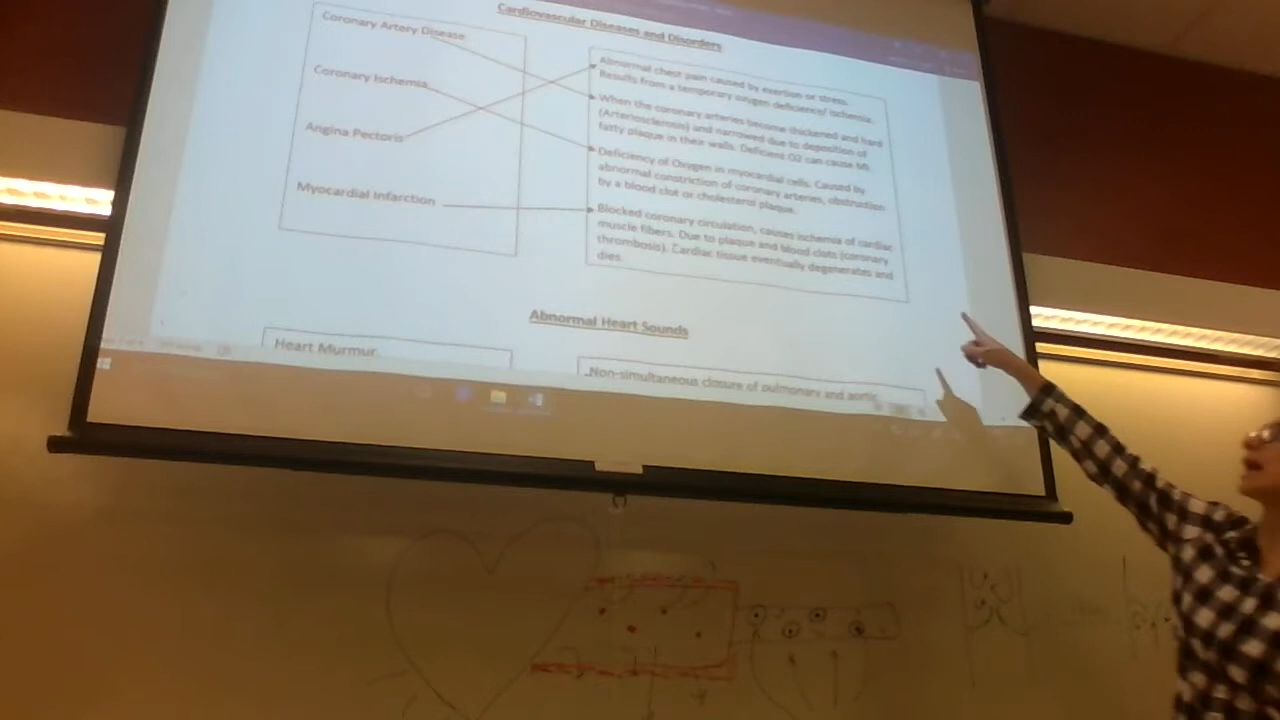 Cardiovascular Diseases and Disorders
Coronary Artery Disease
Coronary Ischemia
Angina Pectoris
Myocardial Infarction
Abnormal chest pain caused by exertion or stress.
Results from a temporary oxygen deficience/ ischemia.
When the coronary arteries become thickened and hard
(Arteriosclerosis) and narrowed due to deposition of
fatty plaque in their walls. Deficient O2 can cause MI.
Deficiency of Oxygen in myocardial cells. Caused by
abnormal constriction of coronary arteries, obstruction
by a blood clot or cholesterol plaque.
Blocked coronary circulation, causes ischemia of cardiac
muscle fibers. Due to plaque and blood clots (coronary
thrombosis). Cardiac tissue eventually degenerates and
dies.
Abnormal Heart Sounds
Heart Murmur
Non-simultaneous closure of pulmonary and aortic